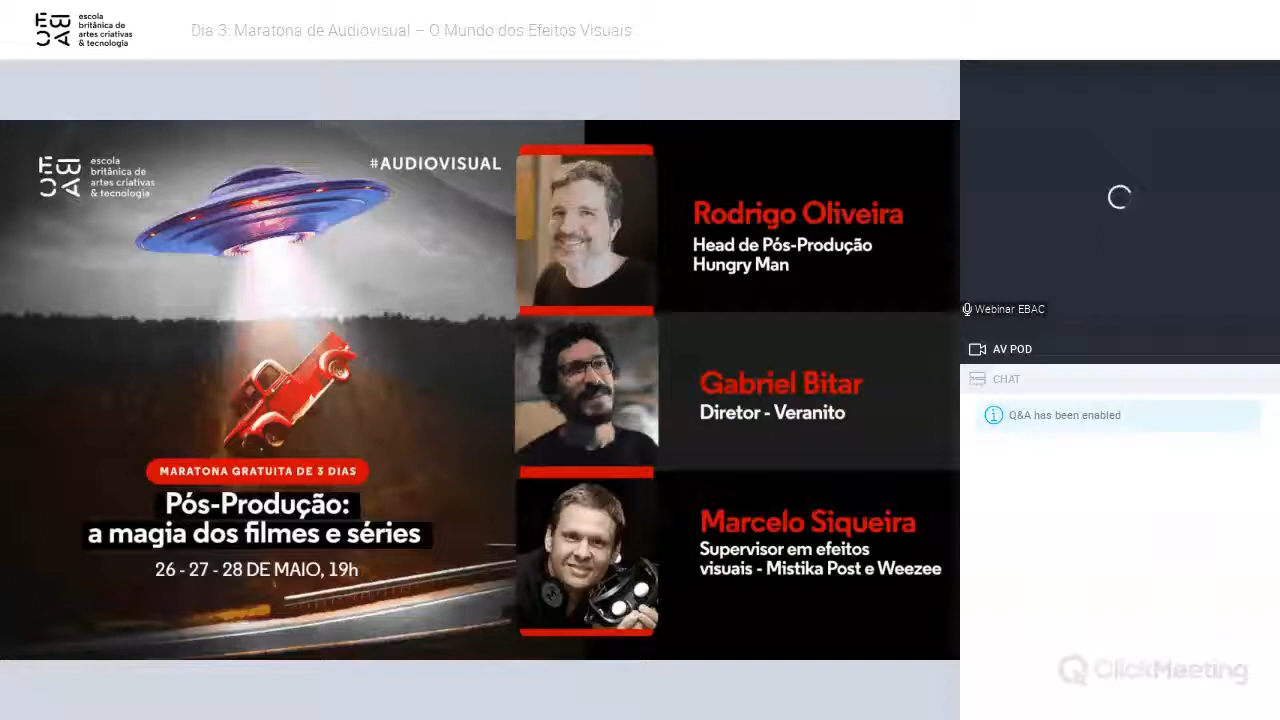 escola
britânica de
artes criativas
& tecnologia
Dia 3: Maratona de Audiovisual – O Mundo dos Efeitos Visuais
escola
britânica de
artes criativas
& tecnologia
#AUDIOVISUAL
MARATONA GRATUITA DE 3 DIAS
Pós-Produção:
a magia dos filmes e séries
26 - 27 - 28 DE MAIO, 19h
Rodrigo Oliveira
Head de Pós-Produção
Hungry Man
Gabriel Bitar
Diretor - Veranito
Marcelo Siqueira
Supervisor em efeitos
visuais - Mistika Post e Weezee
Webinar EBAC
AV POD
CHAT
Q&A has been enabled
ClickMeeting